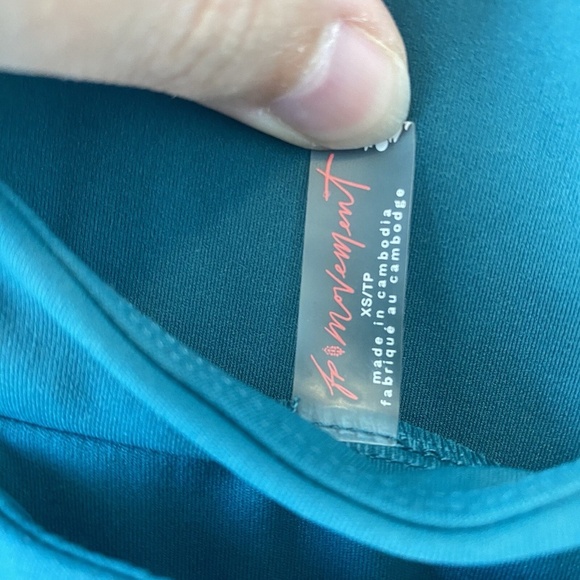 fp movement
XS/TP
made in cambodia
fabriqué au cambodge